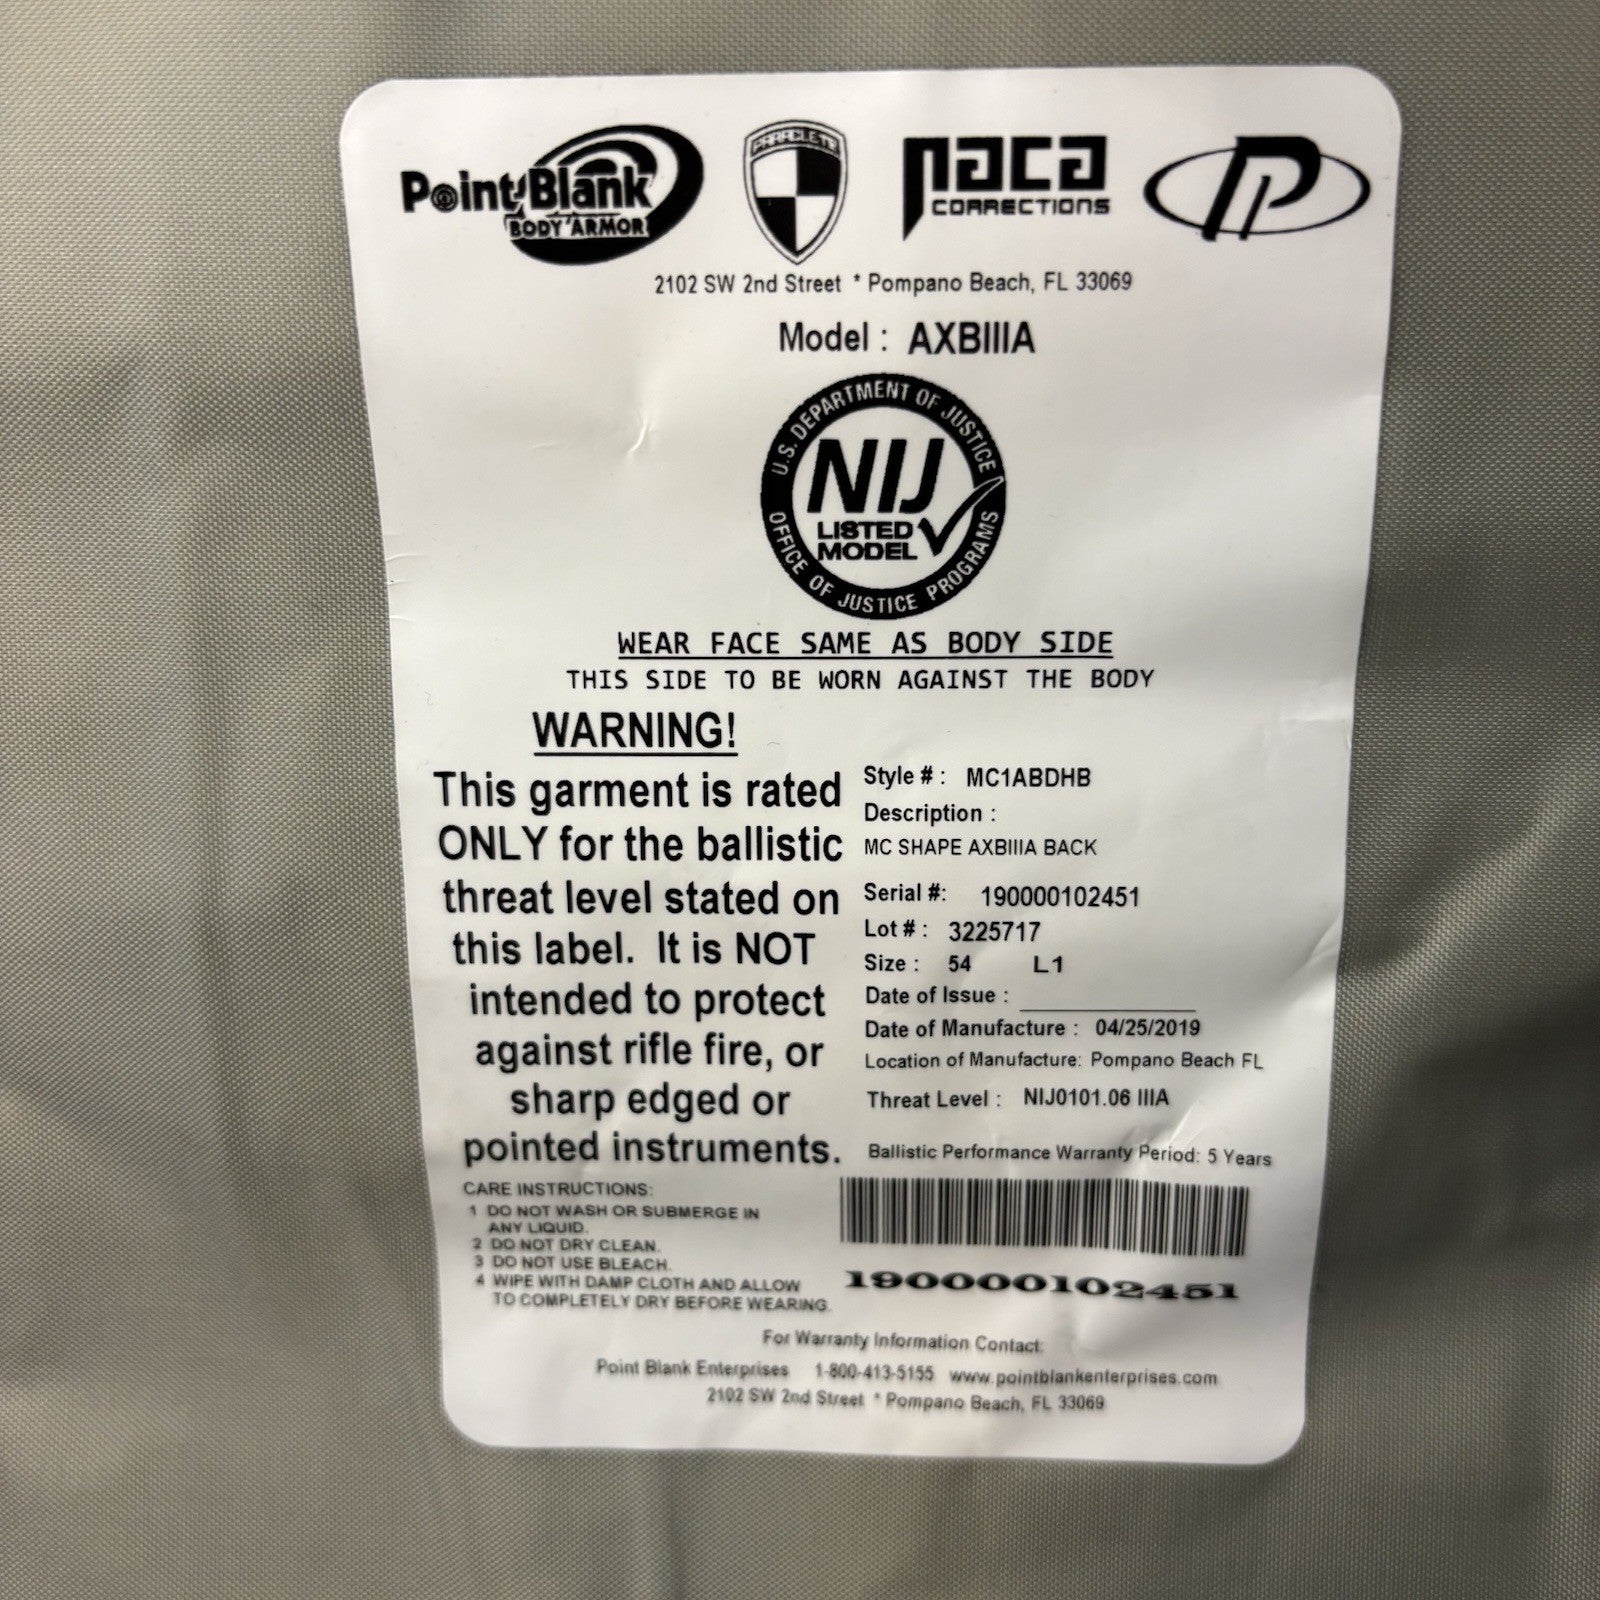 Point Blank
BODY ARMOR
PARACLETE
PACA
CORRECTIONS
2102 SW 2nd Street * Pompano Beach, FL 33069
Model : AXBIIIA
U.S. DEPARTMENT OF JUSTICE
NIJ
LISTED
MODEL
OFFICE OF JUSTICE PROGRAMS
WEAR FACE SAME AS BODY SIDE
THIS SIDE TO BE WORN AGAINST THE BODY
WARNING!
This garment is rated
ONLY for the ballistic
threat level stated on
this label. It is NOT
intended to protect
against rifle fire, or
sharp edged or
pointed instruments.
Style # : MC1ABDHB
Description :
MC SHAPE AXBIIIA BACK
Serial #: 190000102451
Lot # : 3225717
Size : 54 L1
Date of Issue :
Date of Manufacture : 04/25/2019
Location of Manufacture: Pompano Beach FL
Threat Level : NIJ0101.06 IIIA
Ballistic Performance Warranty Period: 5 Years
CARE INSTRUCTIONS:
1 DO NOT WASH OR SUBMERGE IN
ANY LIQUID.
2 DO NOT DRY CLEAN.
3 DO NOT USE BLEACH.
4 WIPE WITH DAMP CLOTH AND ALLOW
TO COMPLETELY DRY BEFORE WEARING.
190000102451
For Warranty Information Contact:
Point Blank Enterprises 1-800-413-5155 www.pointblankenterprises.com
2102 SW 2nd Street * Pompano Beach, FL 33069